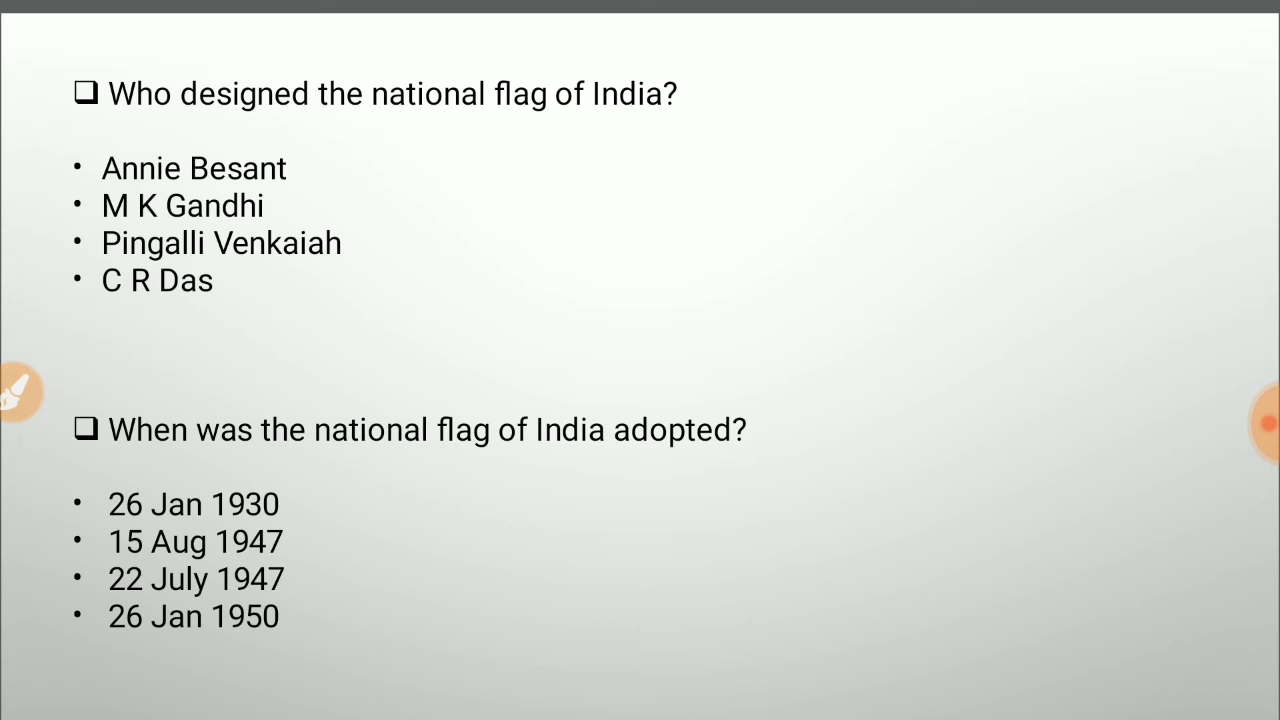 ❑ Who designed the national flag of India?
• Annie Besant
• M K Gandhi
• Pingalli Venkaiah
• C R Das
❑ When was the national flag of India adopted?
• 26 Jan 1930
• 15 Aug 1947
• 22 July 1947
• 26 Jan 1950